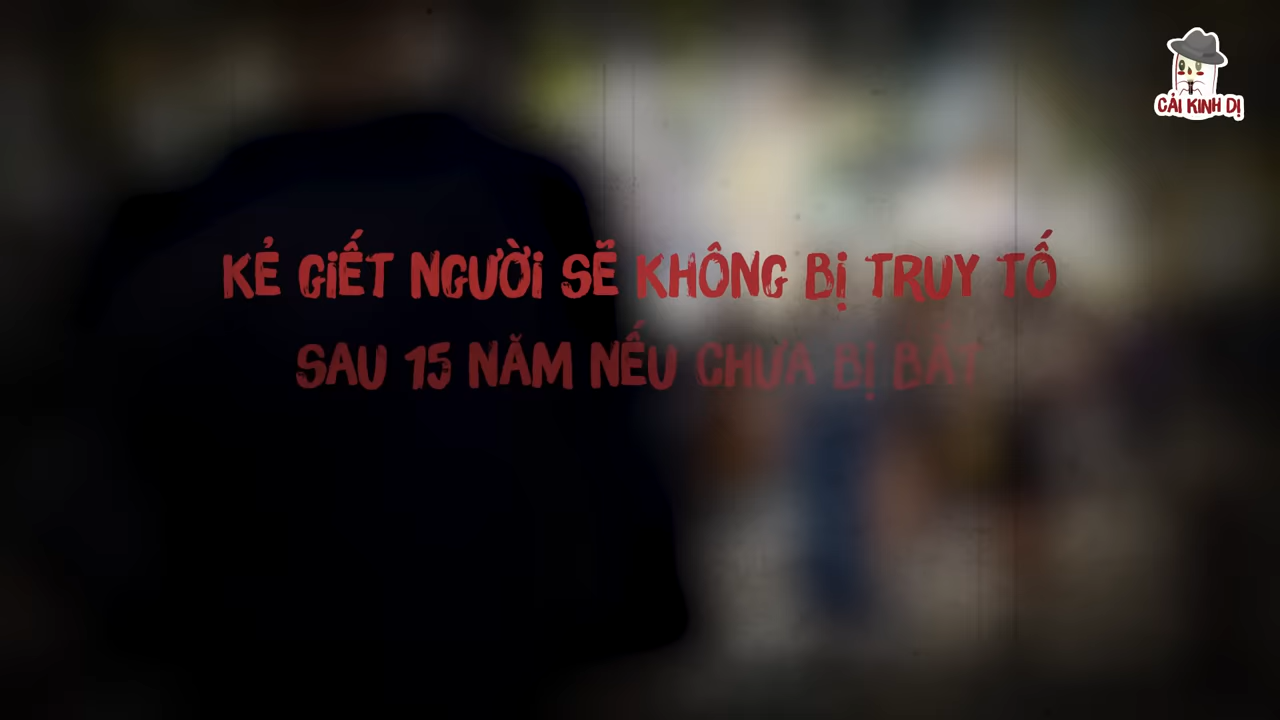 CẢI KINH DỊ
KẺ GIẾT NGƯỜI SẼ KHÔNG BỊ TRUY TỐ
SAU 15 NĂM NẾU CHƯA BỊ BẮT